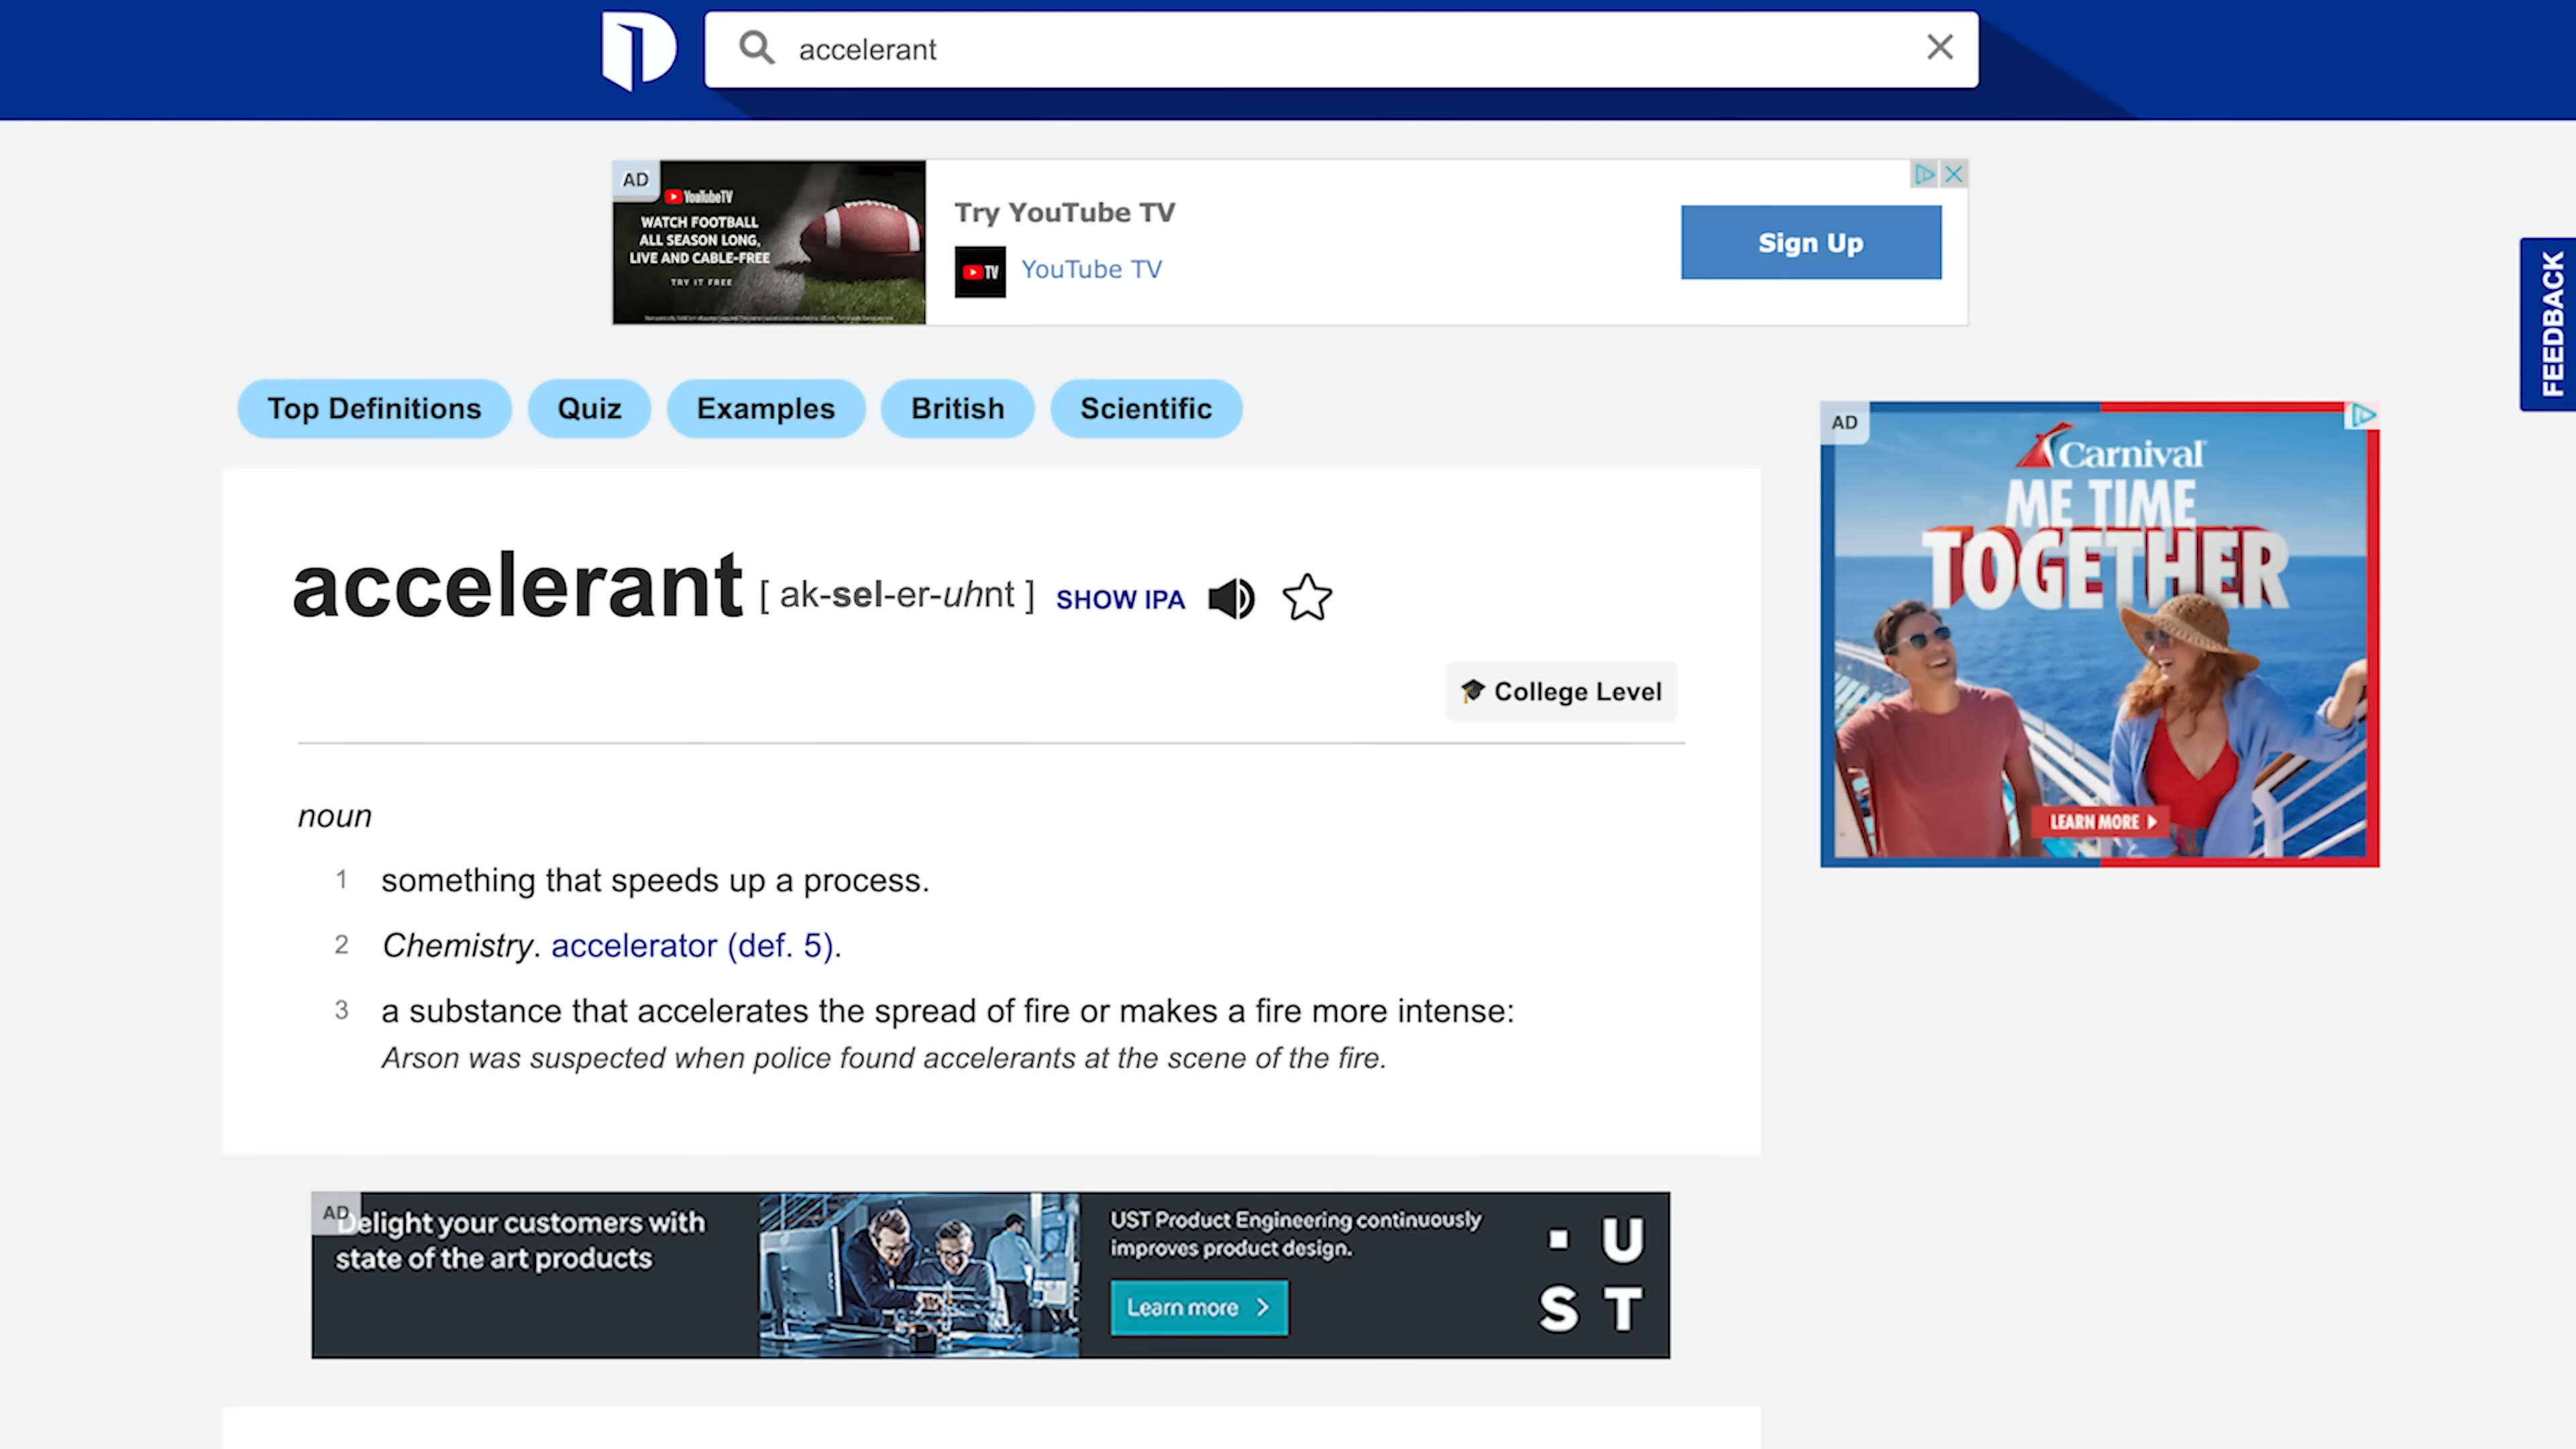 accelerant
AD
YouTubeTV
WATCH FOOTBALL
ALL SEASON LONG,
LIVE AND CABLE-FREE
TRY IT FREE
Try YouTube TV
TV
YouTube TV
Sign Up
FEEDBACK
Top Definitions
Quiz
Examples
British
Scientific
AD
Carnival
ME TIME
TOGETHER
LEARN MORE
accelerant [ ak-sel-er-uhnt ] SHOW IPA
College Level
noun
1 something that speeds up a process.
2 Chemistry. accelerator (def. 5).
3 a substance that accelerates the spread of fire or makes a fire more intense:
Arson was suspected when police found accelerants at the scene of the fire.
AD
Delight your customers with
state of the art products
UST Product Engineering continuously
improves product design.
Learn more
U
S T